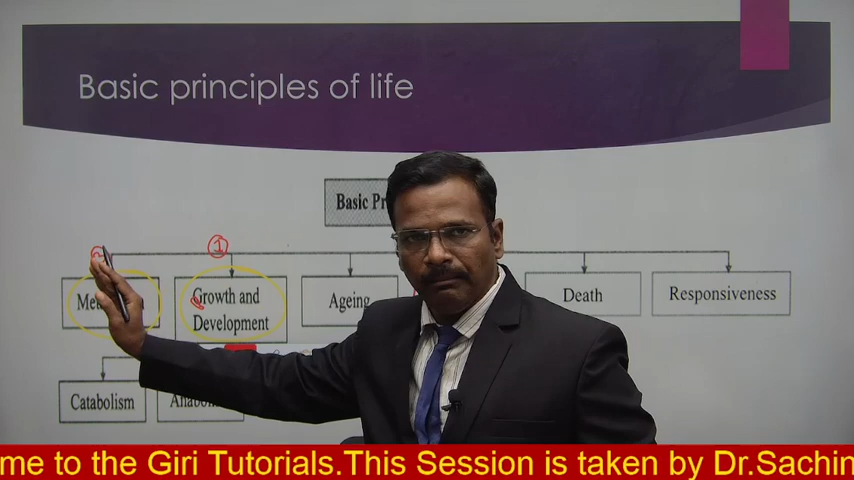 Basic principles of life
Basic
1
Growth and
Development
Ageing
Death
Responsiveness
Catabolism
me to the Giri Tutorials.This Session is taken by Dr.Sachin